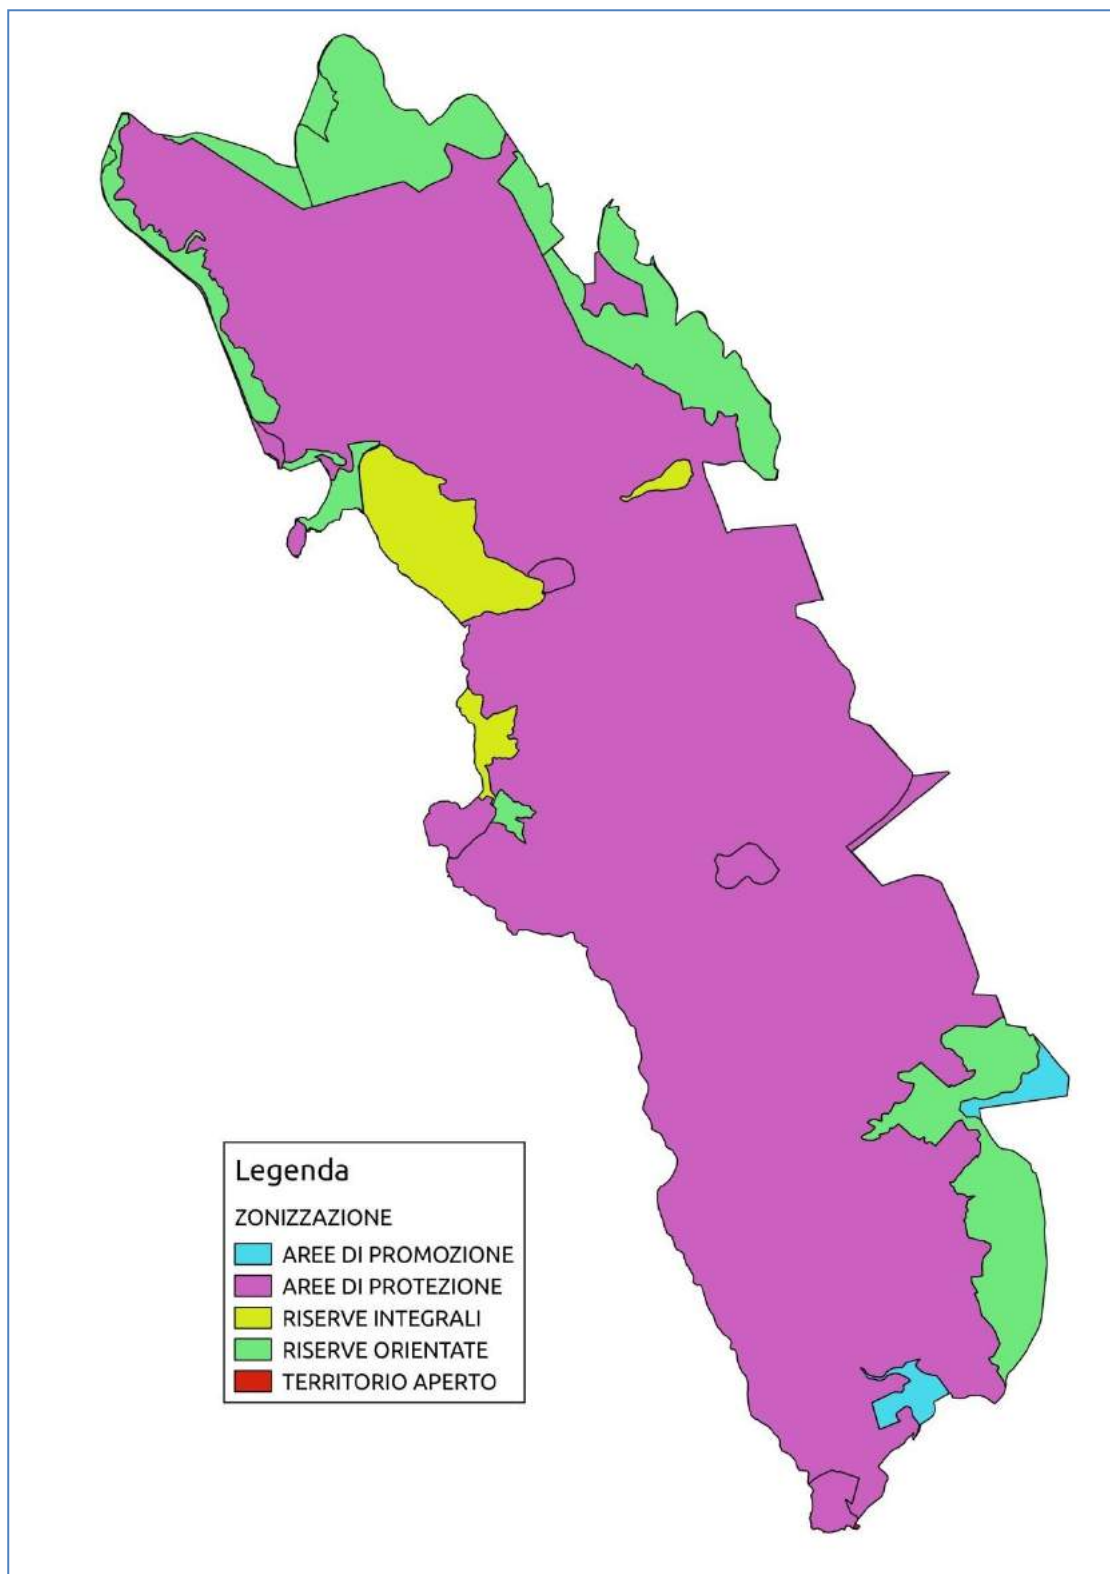 Legenda
ZONIZZAZIONE
AREE DI PROMOZIONE
AREE DI PROTEZIONE
RISERVE INTEGRALI
RISERVE ORIENTATE
TERRITORIO APERTO